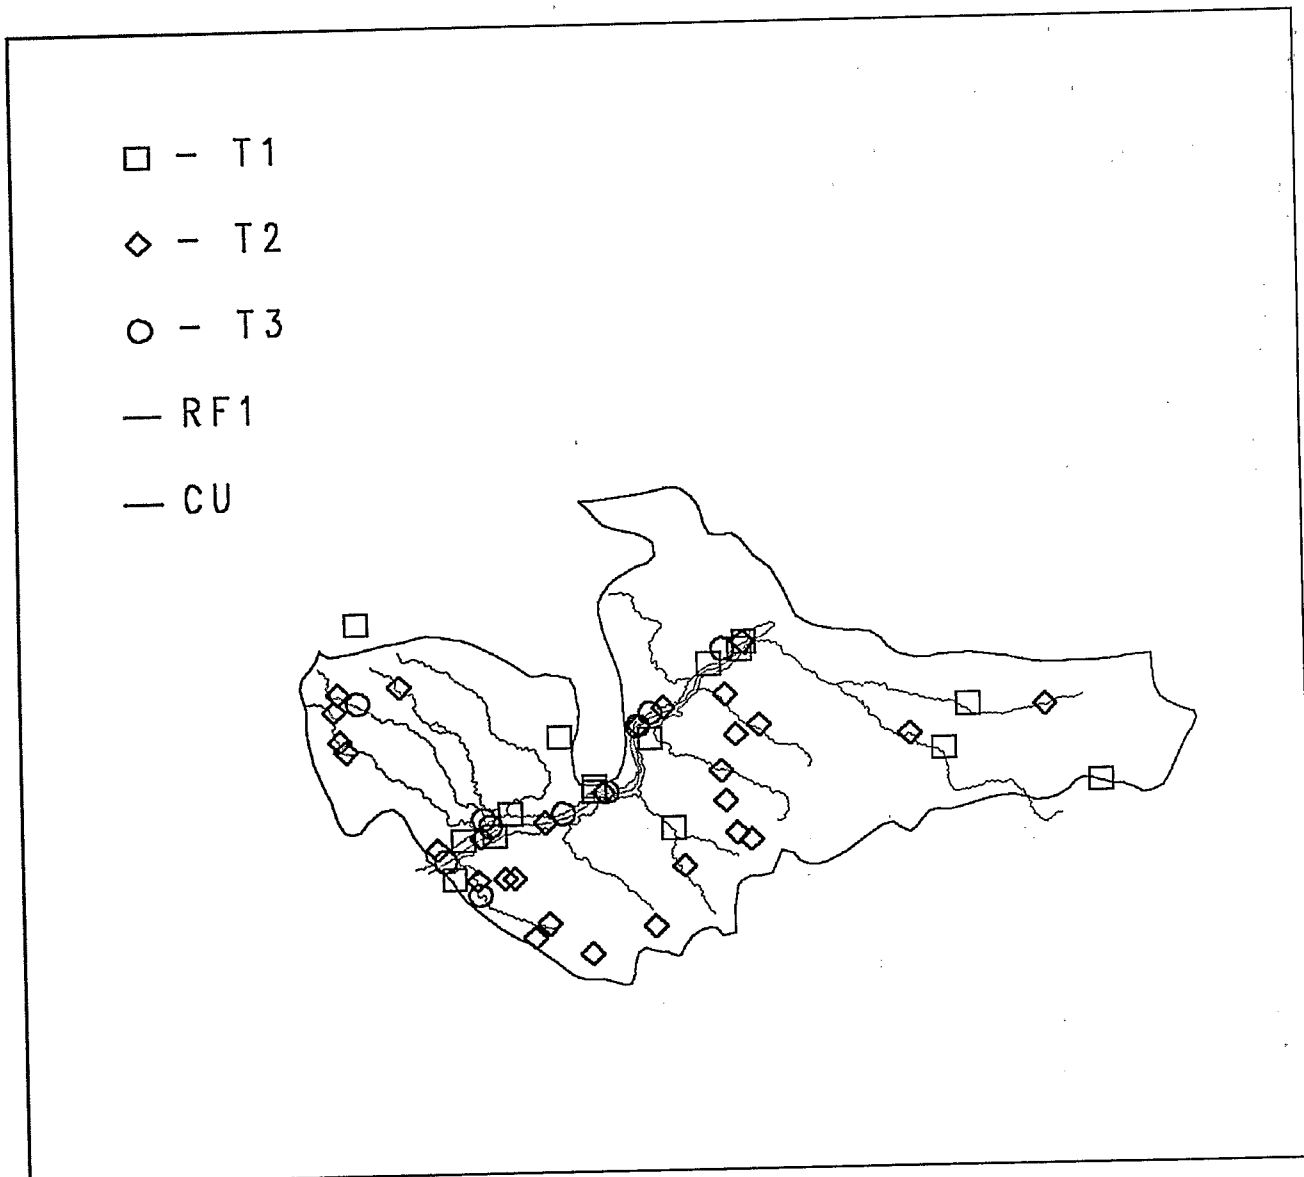 □ – T1
◇ – T2
○ – T3
— RF1
— CU